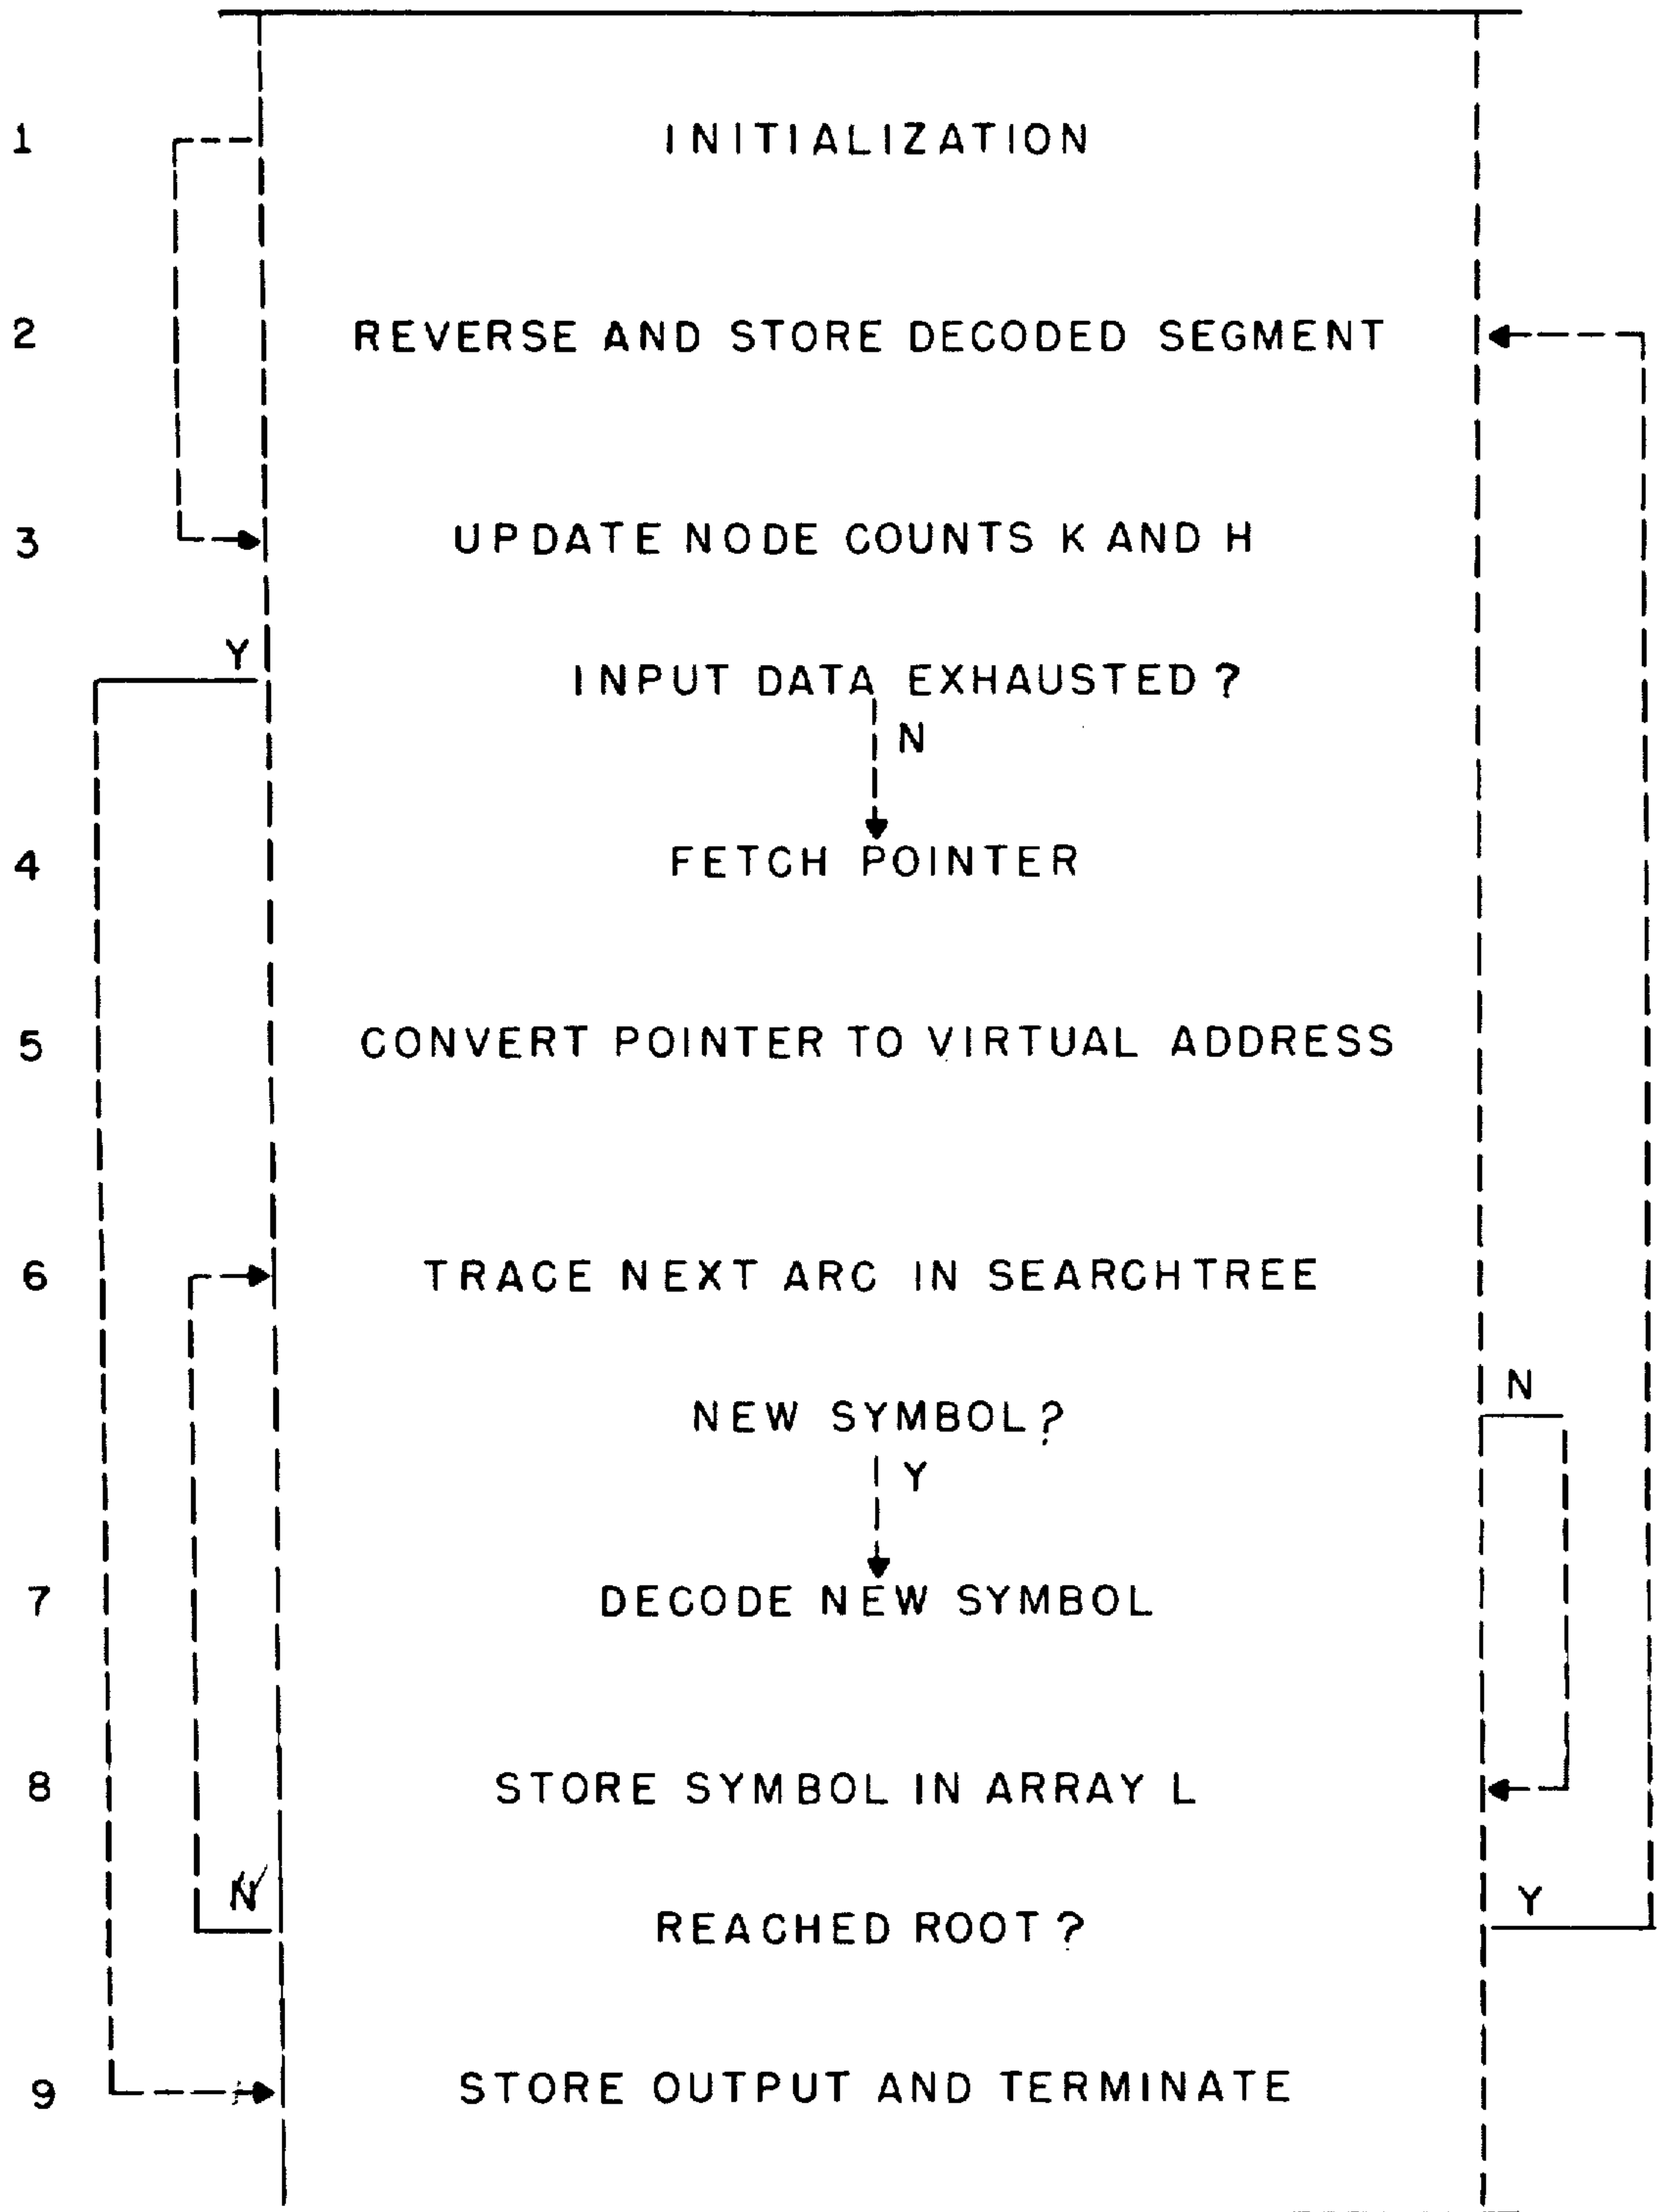 1 INITIALIZATION
2 REVERSE AND STORE DECODED SEGMENT
3 UPDATE NODE COUNTS K AND H
Y
INPUT DATA EXHAUSTED?
N
4 FETCH POINTER
5 CONVERT POINTER TO VIRTUAL ADDRESS
6 TRACE NEXT ARC IN SEARCHTREE
N
NEW SYMBOL?
Y
7 DECODE NEW SYMBOL
8 STORE SYMBOL IN ARRAY L
N Y
REACHED ROOT?
9 STORE OUTPUT AND TERMINATE